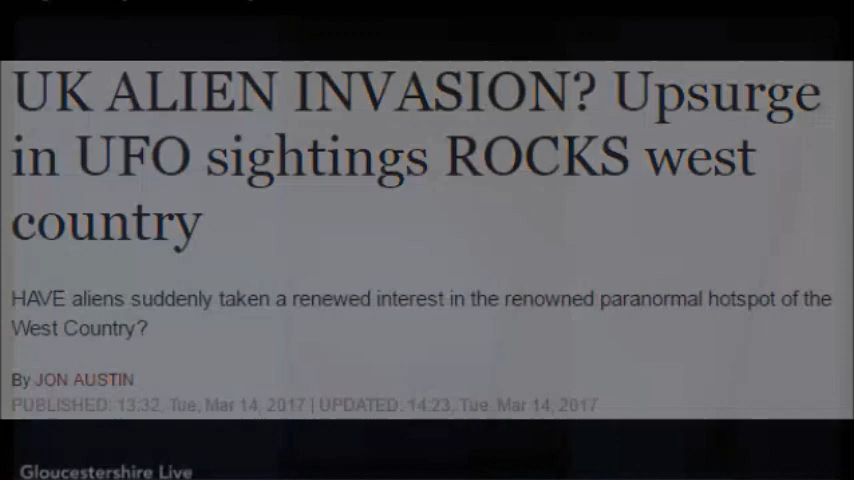 UK ALIEN INVASION? Upsurge
in UFO sightings ROCKS west
country
HAVE aliens suddenly taken a renewed interest in the renowned paranormal hotspot of the
West Country?
By JON AUSTIN
PUBLISHED: 13:32, Tue, Mar 14, 2017 | UPDATED: 14:23, Tue, Mar 14, 2017
Gloucestershire Live